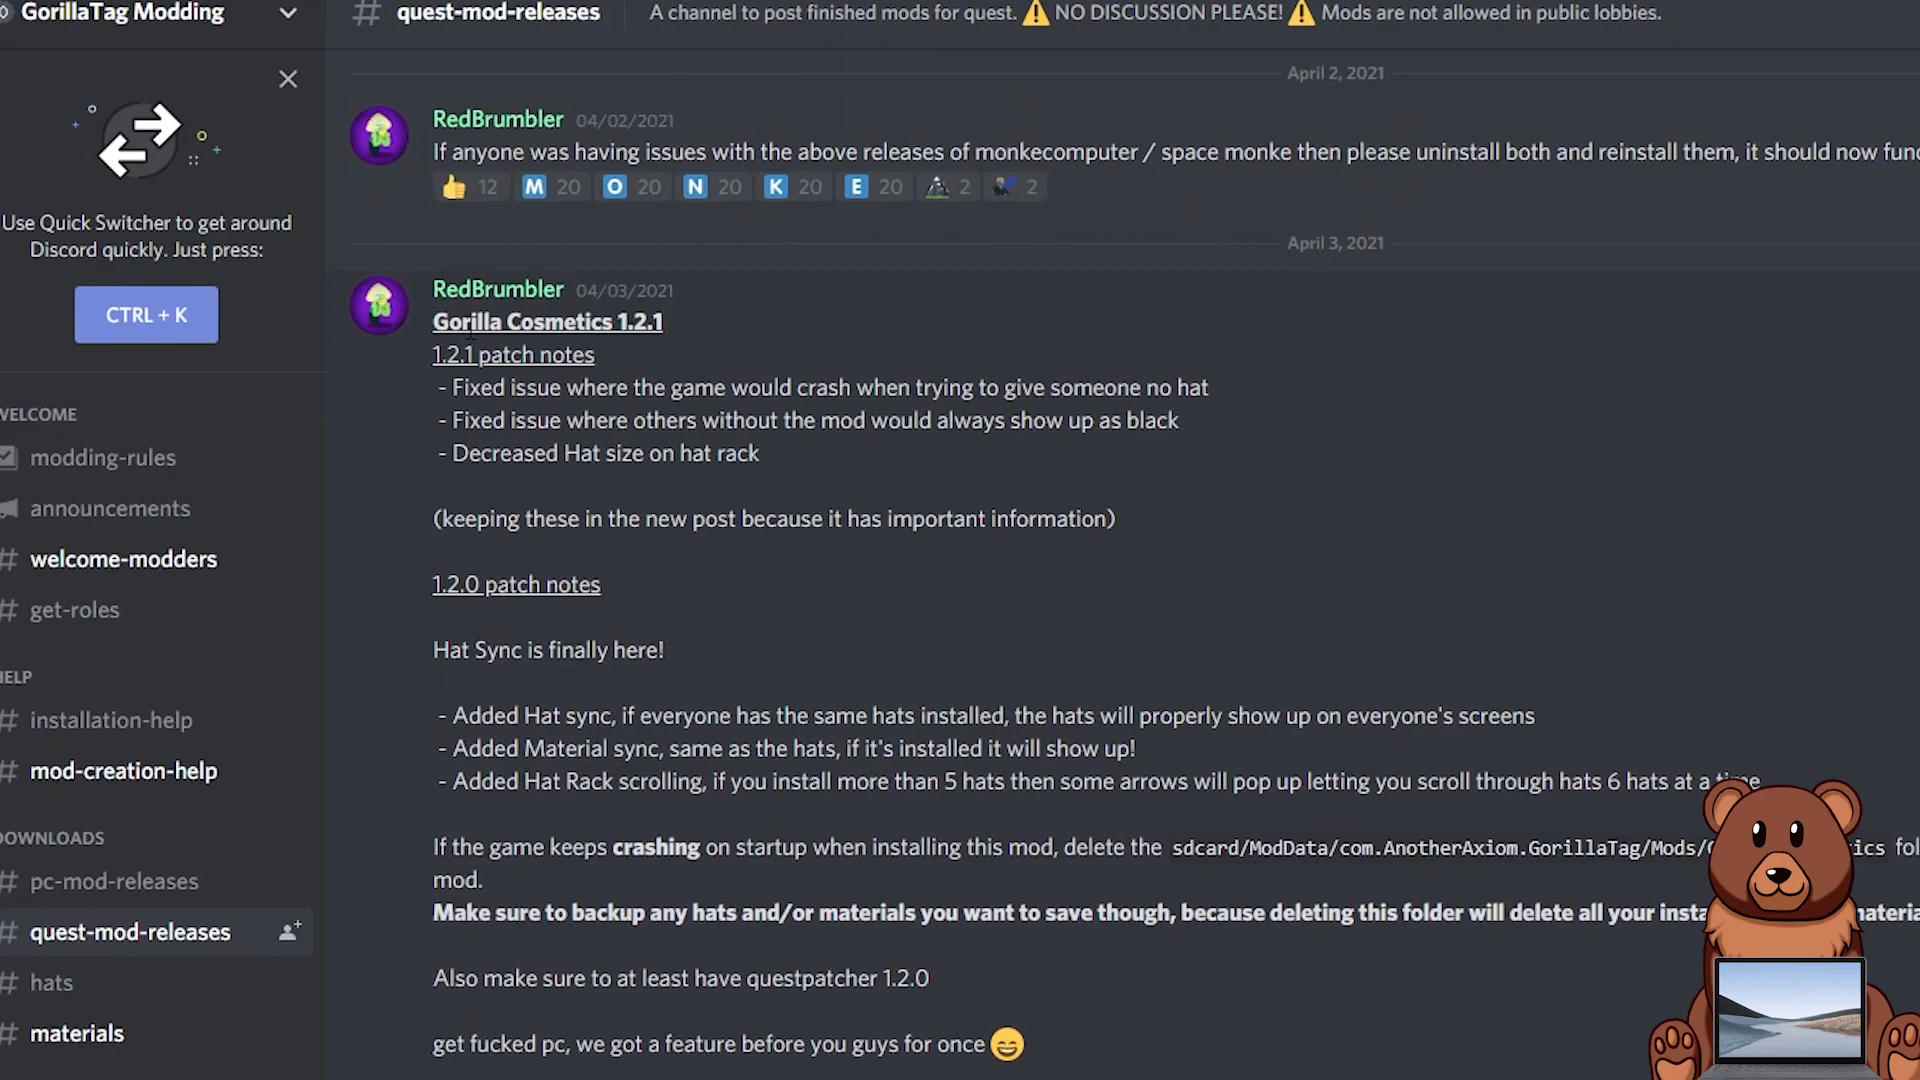 GorillaTag Modding
quest-mod-releases
A channel to post finished mods for quest. ⚠️ NO DISCUSSION PLEASE! ⚠️ Mods are not allowed in public lobbies.
Use Quick Switcher to get around
Discord quickly. Just press:
CTRL + K
WELCOME
modding-rules
announcements
welcome-modders
get-roles
HELP
installation-help
mod-creation-help
DOWNLOADS
pc-mod-releases
quest-mod-releases
hats
materials
April 2, 2021
RedBrumbler 04/02/2021
If anyone was having issues with the above releases of monkecomputer / space monke then please uninstall both and reinstall them, it should now
👍 12 M 20 O 20 N 20 K 20 E 20 2 2
April 3, 2021
RedBrumbler 04/03/2021
Gorilla Cosmetics 1.2.1
1.2.1 patch notes
- Fixed issue where the game would crash when trying to give someone no hat
- Fixed issue where others without the mod would always show up as black
- Decreased Hat size on hat rack
(keeping these in the new post because it has important information)
1.2.0 patch notes
Hat Sync is finally here!
- Added Hat sync, if everyone has the same hats installed, the hats will properly show up on everyone's screens
- Added Material sync, same as the hats, if it's installed it will show up!
- Added Hat Rack scrolling, if you install more than 5 hats then some arrows will pop up letting you scroll through hats 6 hats at a time
If the game keeps crashing on startup when installing this mod, delete the sdcard/ModData/com.AnotherAxiom.GorillaTag/Mods/
mod.
Make sure to backup any hats and/or materials you want to save though, because deleting this folder will delete all your
Also make sure to at least have questpatcher 1.2.0
get fucked pc, we got a feature before you guys for once 😄